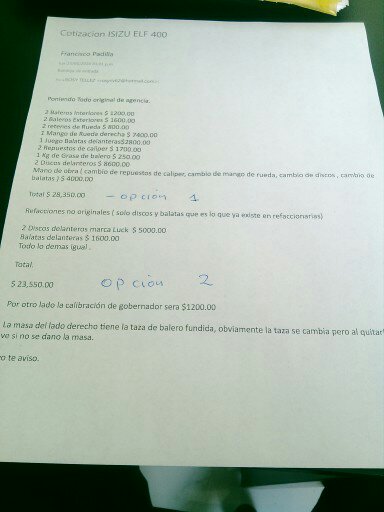 Cotizacion ISIZU ELF 400
Francisco Padilla
Bandeja de entrada
Poniendo Todo original de agencia.
2 Baleros Interiores $ 1200.00
2 Baleros Exteriores $ 1600.00
2 retenes de Rueda $ 800.00
1 Mango de Rueda derecha $ 7400.00
1 Juego Balatas delanteras$2800.00
2 Repuestos de caliper $ 1700.00
1 Kg de Grasa de balero $ 250.00
2 Discos delanteros $ 8600.00
Mano de obra ( cambio de repuestos de caliper, cambio de mango de rueda, cambio de discos , cambio de
balatas ) $ 4000.00
Total $ 28,350.00 - opción 1
Refacciones no originales ( solo discos y balatas que es lo que ya existe en refaccionarias)
2 Discos delanteros marca Luck $ 5000.00
Balatas delanteras $ 1600.00
Todo lo demas igual .
Total.
$ 23,550.00 opción 2
Por otro lado la calibración de gobernador sera $1200.00
La masa del lado derecho tiene la taza de balero fundida, obviamente la taza se cambia pero al quitarl
ve si no se dano la masa.
o te aviso.